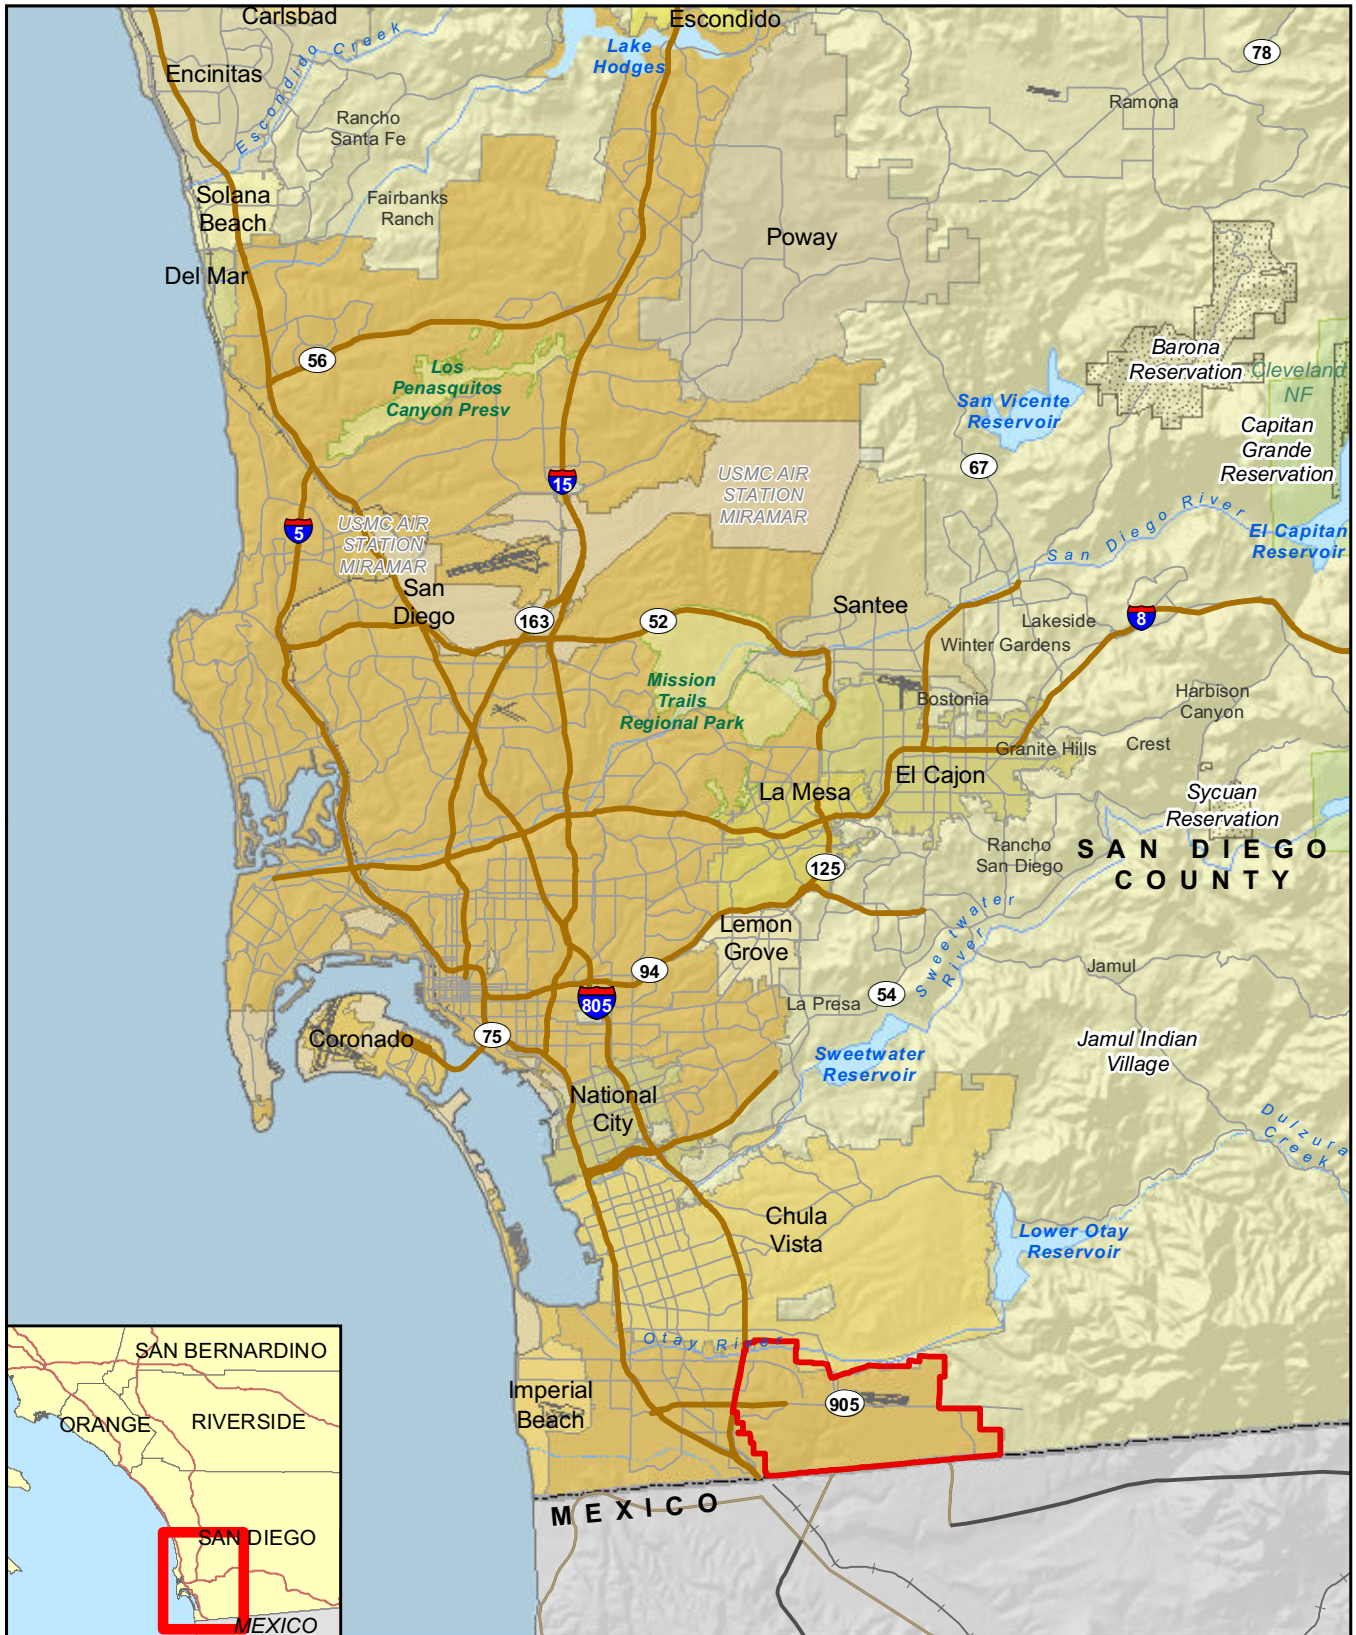 Carlsbad
Escondido
Lake
Hodges
78
Encinitas
Escondido Creek
Ramona
Rancho
Santa Fe
Solana
Beach
Fairbanks
Ranch
Poway
Del Mar
56
Los
Penasquitos
Canyon Presv
Barona
Reservation
Cleveland
NF
San Vicente
Reservoir
Capitan
Grande
Reservation
67
15
USMC AIR
STATION
MIRAMAR
5
USMC AIR
STATION
MIRAMAR
San Diego River
El Capitan
Reservoir
San
Diego
163
52
Santee
Lakeside
8
Winter Gardens
Mission
Trails
Regional Park
Bostonia
Harbison
Canyon
Granite Hills
Crest
El Cajon
La Mesa
Sycuan
Reservation
Rancho
San Diego
SAN DIEGO
COUNTY
125
Lemon
Grove
Sweetwater
River
94
Jamul
805
La Presa
54
Coronado
75
Sweetwater
Reservoir
Jamul Indian
Village
National
City
Dulzura
Creek
Chula
Vista
Lower Otay
Reservoir
Otay River
Imperial
Beach
905
MEXICO
SAN BERNARDINO
ORANGE
RIVERSIDE
SAN DIEGO
MEXICO